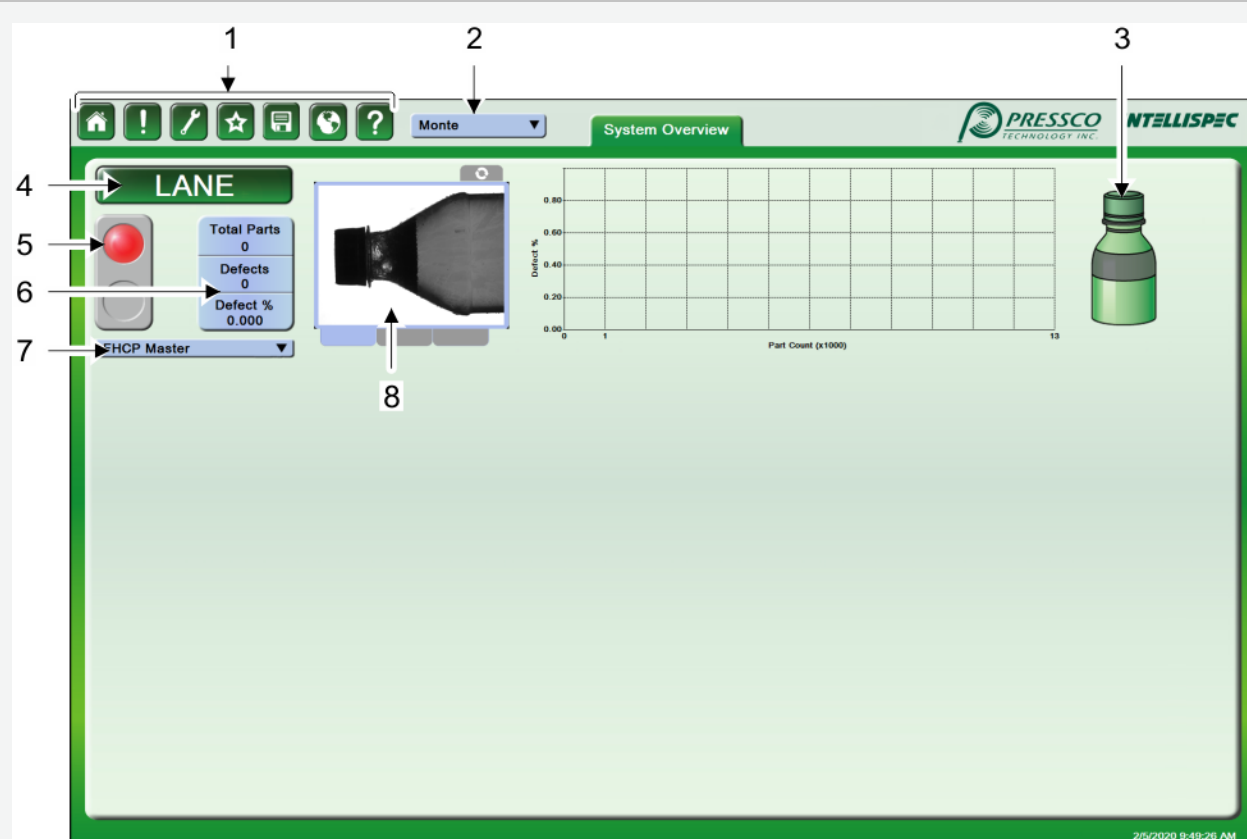 1 2 3
Monte
System Overview
PRESSCO
TECHNOLOGY INC.
NTELLISPEC
4
LANE
5
Total Parts
0
6
Defects
0
Defect %
0.000
7
FHCP Master
8
Defect %
0.80
0.60
0.40
0.20
0.00
0 1 13
Part Count (x1000)
2/5/2020 9:49:26 AM